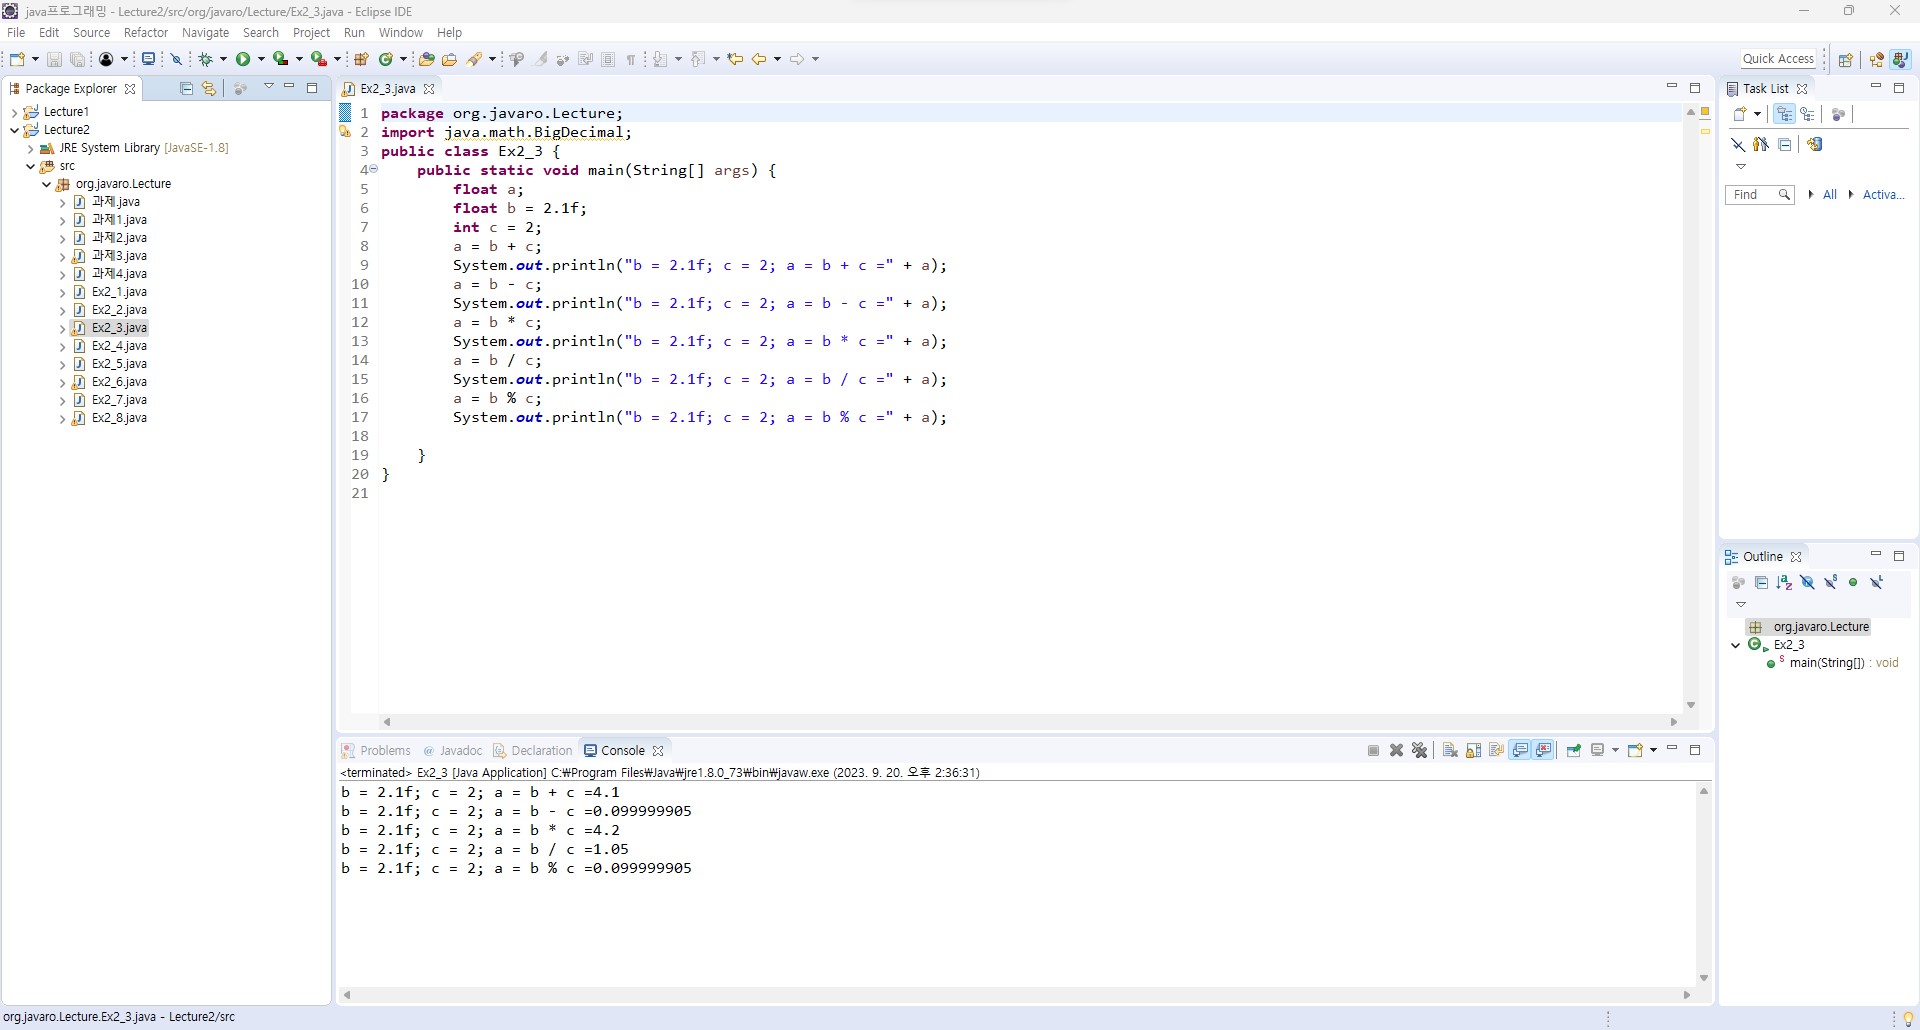 java프로그래밍 - Lecture2/src/org/javaro/Lecture/Ex2_3.java - Eclipse IDE
File Edit Source Refactor Navigate Search Project Run Window Help
Quick Access
Package Explorer
Lecture1
Lecture2
JRE System Library [JavaSE-1.8]
src
org.javaro.Lecture
과제.java
과제1.java
과제2.java
과제3.java
과제4.java
Ex2_1.java
Ex2_2.java
Ex2_3.java
Ex2_4.java
Ex2_5.java
Ex2_6.java
Ex2_7.java
Ex2_8.java
Ex2_3.java
1 package org.javaro.Lecture;
2 import java.math.BigDecimal;
3 public class Ex2_3 {
4     public static void main(String[] args) {
5         float a;
6         float b = 2.1f;
7         int c = 2;
8         a = b + c;
9         System.out.println("b = 2.1f; c = 2; a = b + c =" + a);
10         a = b - c;
11         System.out.println("b = 2.1f; c = 2; a = b - c =" + a);
12         a = b * c;
13         System.out.println("b = 2.1f; c = 2; a = b * c =" + a);
14         a = b / c;
15         System.out.println("b = 2.1f; c = 2; a = b / c =" + a);
16         a = b % c;
17         System.out.println("b = 2.1f; c = 2; a = b % c =" + a);
18
19     }
20 }
21
Problems @ Javadoc Declaration Console
<terminated> Ex2_3 [Java Application] C:₩Program Files₩Java₩jre1.8.0_73₩bin₩javaw.exe (2023. 9. 20. 오후 2:36:31)
b = 2.1f; c = 2; a = b + c =4.1
b = 2.1f; c = 2; a = b - c =0.099999905
b = 2.1f; c = 2; a = b * c =4.2
b = 2.1f; c = 2; a = b / c =1.05
b = 2.1f; c = 2; a = b % c =0.099999905
Task List
Find All Activa...
Outline
org.javaro.Lecture
Ex2_3
main(String[]) : void
org.javaro.Lecture.Ex2_3.java - Lecture2/src